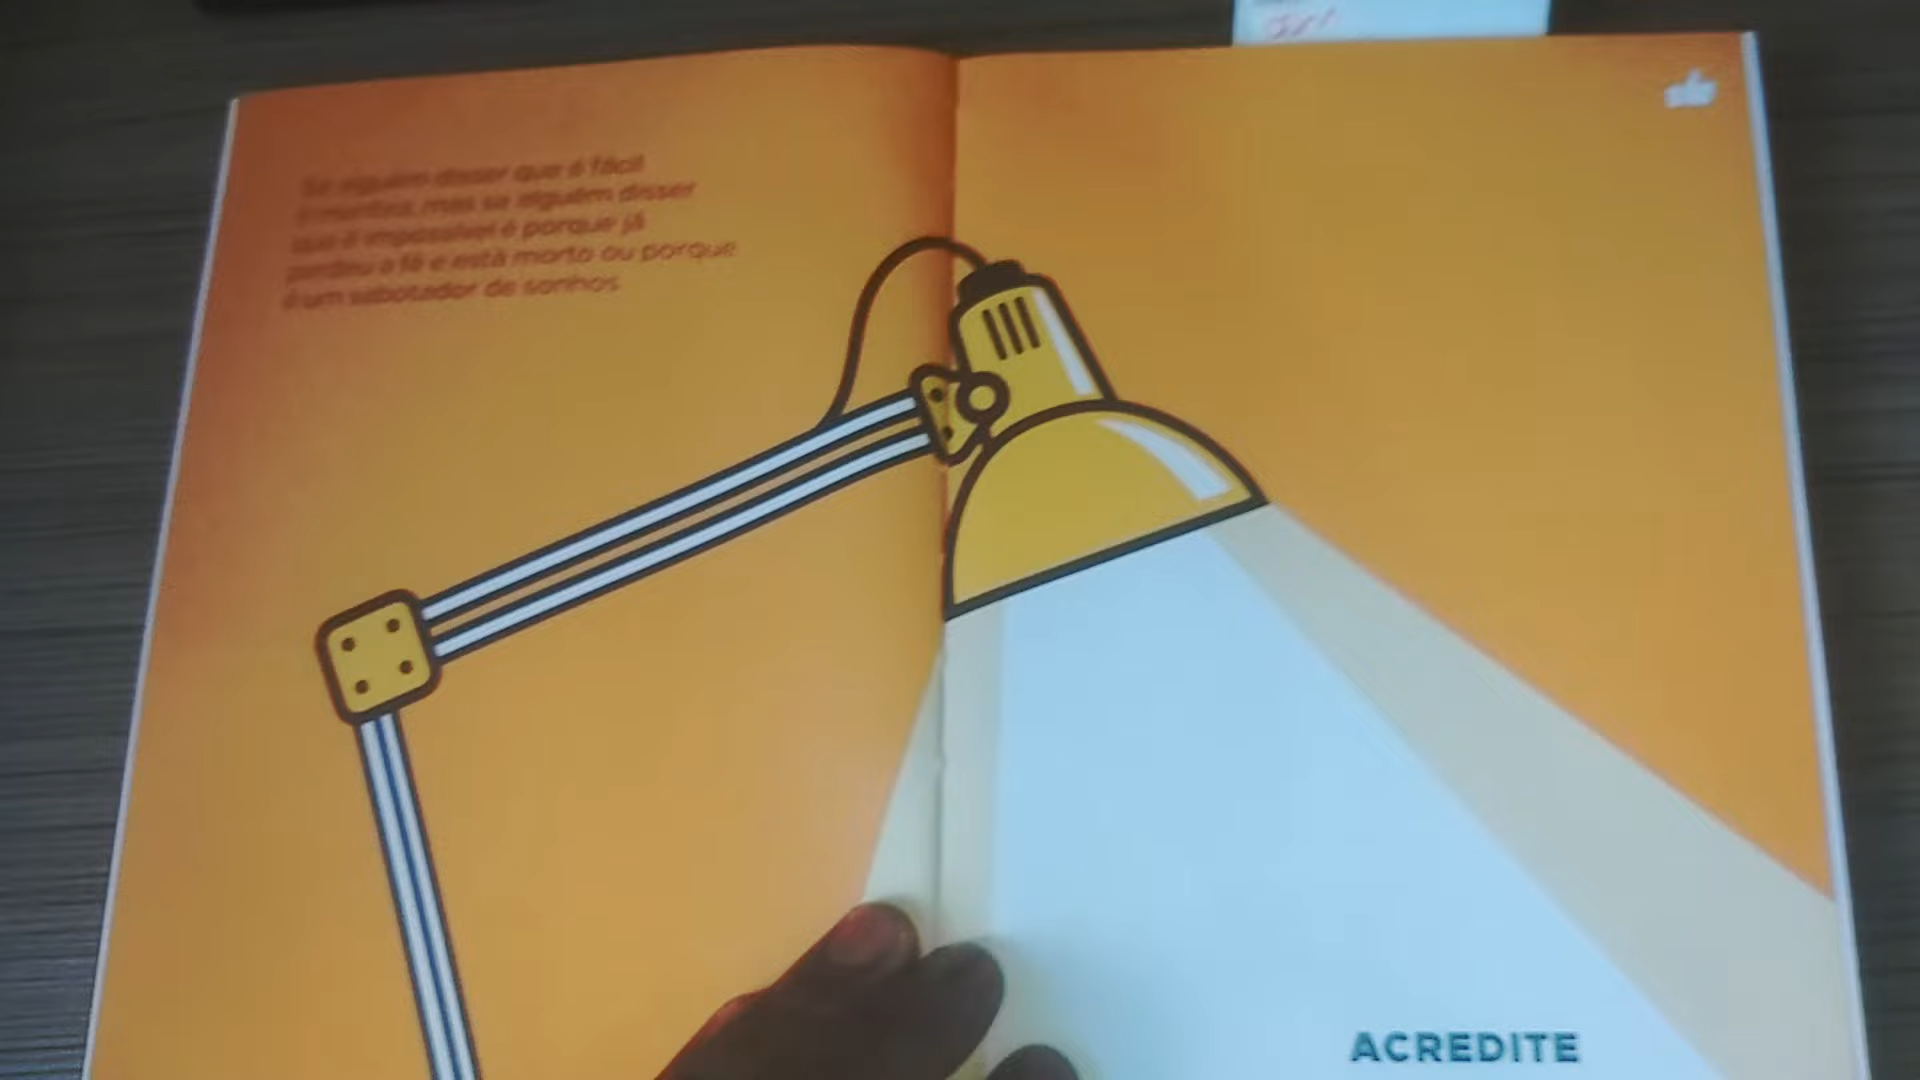 Se alguém disser que é fácil
é mentira, mas se alguém disser
que é impossível é porque já
perdeu a fé e está morto ou porque
é um sabotador de sonhos
ACREDITE